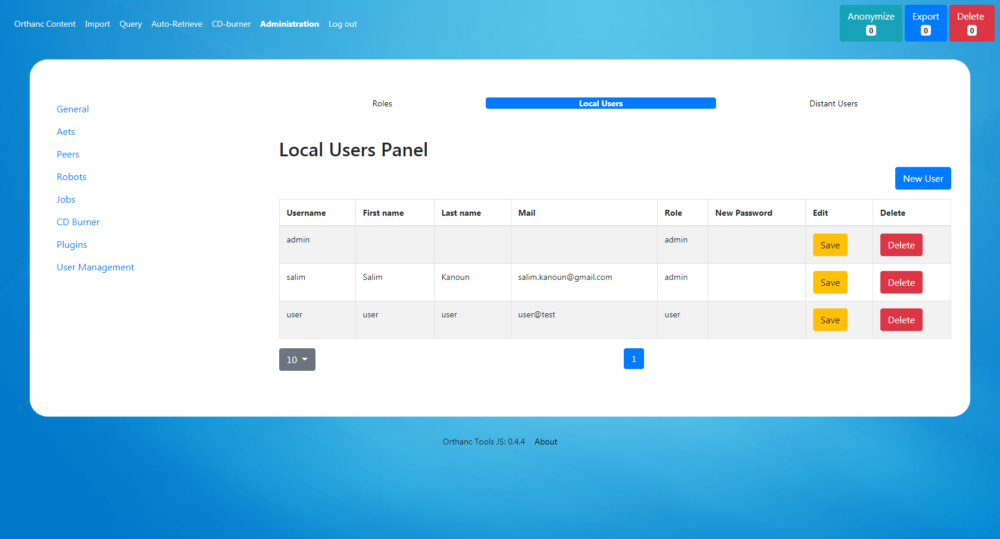 Orthanc Content Import Query Auto-Retrieve CD-burner Administration Log out
Anonymize 0 Export 0 Delete 0
General
Aets
Peers
Robots
Jobs
CD Burner
Plugins
User Management
Roles Local Users Distant Users
Local Users Panel
New User
Username First name Last name Mail Role New Password Edit Delete
admin admin Save Delete
salim Salim Kanoun salim.kanoun@gmail.com admin Save Delete
user user user user@test user Save Delete
10 1
Orthanc Tools JS: 0.4.4 About